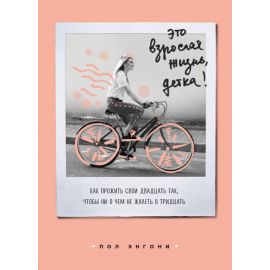 это
взрослая
жизнь,
детка!
КАК ПРОЖИТЬ СВОИ ДВАДЦАТЬ ТАК,
ЧТОБЫ НИ О ЧЕМ НЕ ЖАЛЕТЬ В ТРИДЦАТЬ
• ПОЛ ЭНГОНИ •